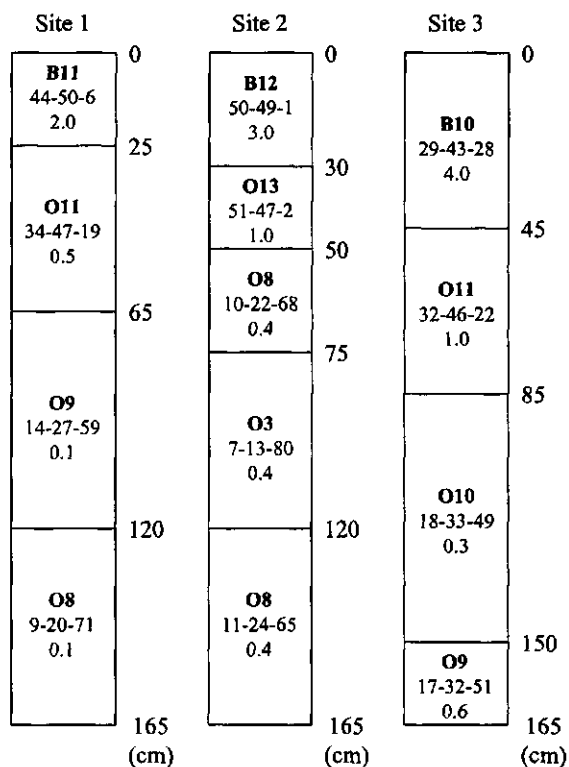 Site 1
0
B11
44-50-6
2.0
25
O11
34-47-19
0.5
65
O9
14-27-59
0.1
120
O8
9-20-71
0.1
165
(cm)
Site 2
0
B12
50-49-1
3.0
30
O13
51-47-2
1.0
50
O8
10-22-68
0.4
75
O3
7-13-80
0.4
120
O8
11-24-65
0.4
165
(cm)
Site 3
0
B10
29-43-28
4.0
45
O11
32-46-22
1.0
85
O10
18-33-49
0.3
150
O9
17-32-51
0.6
165
(cm)